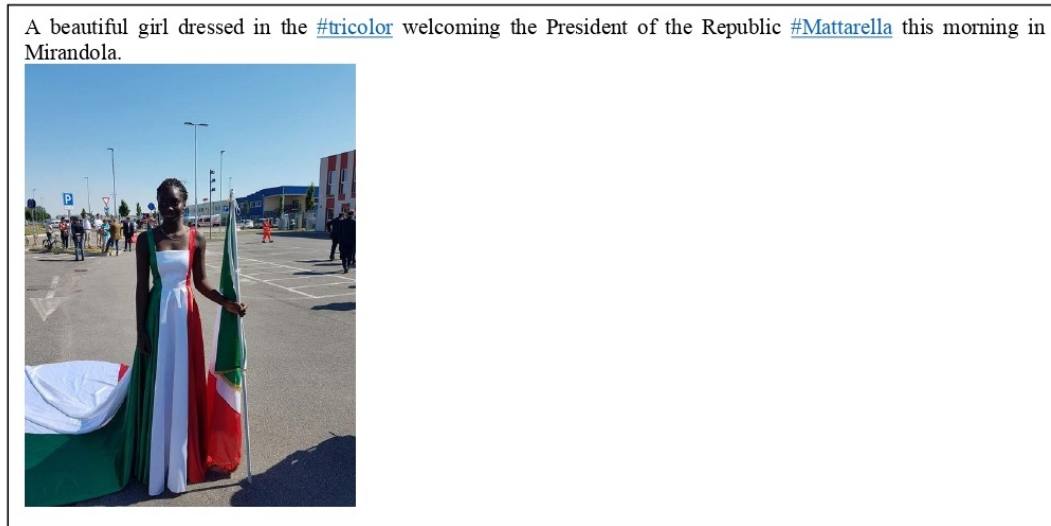 A beautiful girl dressed in the #tricolor welcoming the President of the Republic #Mattarella this morning in
Mirandola.
P